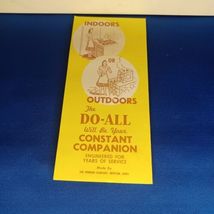 INDOORS
OR
OUTDOORS
The
DO-ALL
Will Be Your
CONSTANT
COMPANION
ENGINEERED FOR
YEARS OF SERVICE
Made By